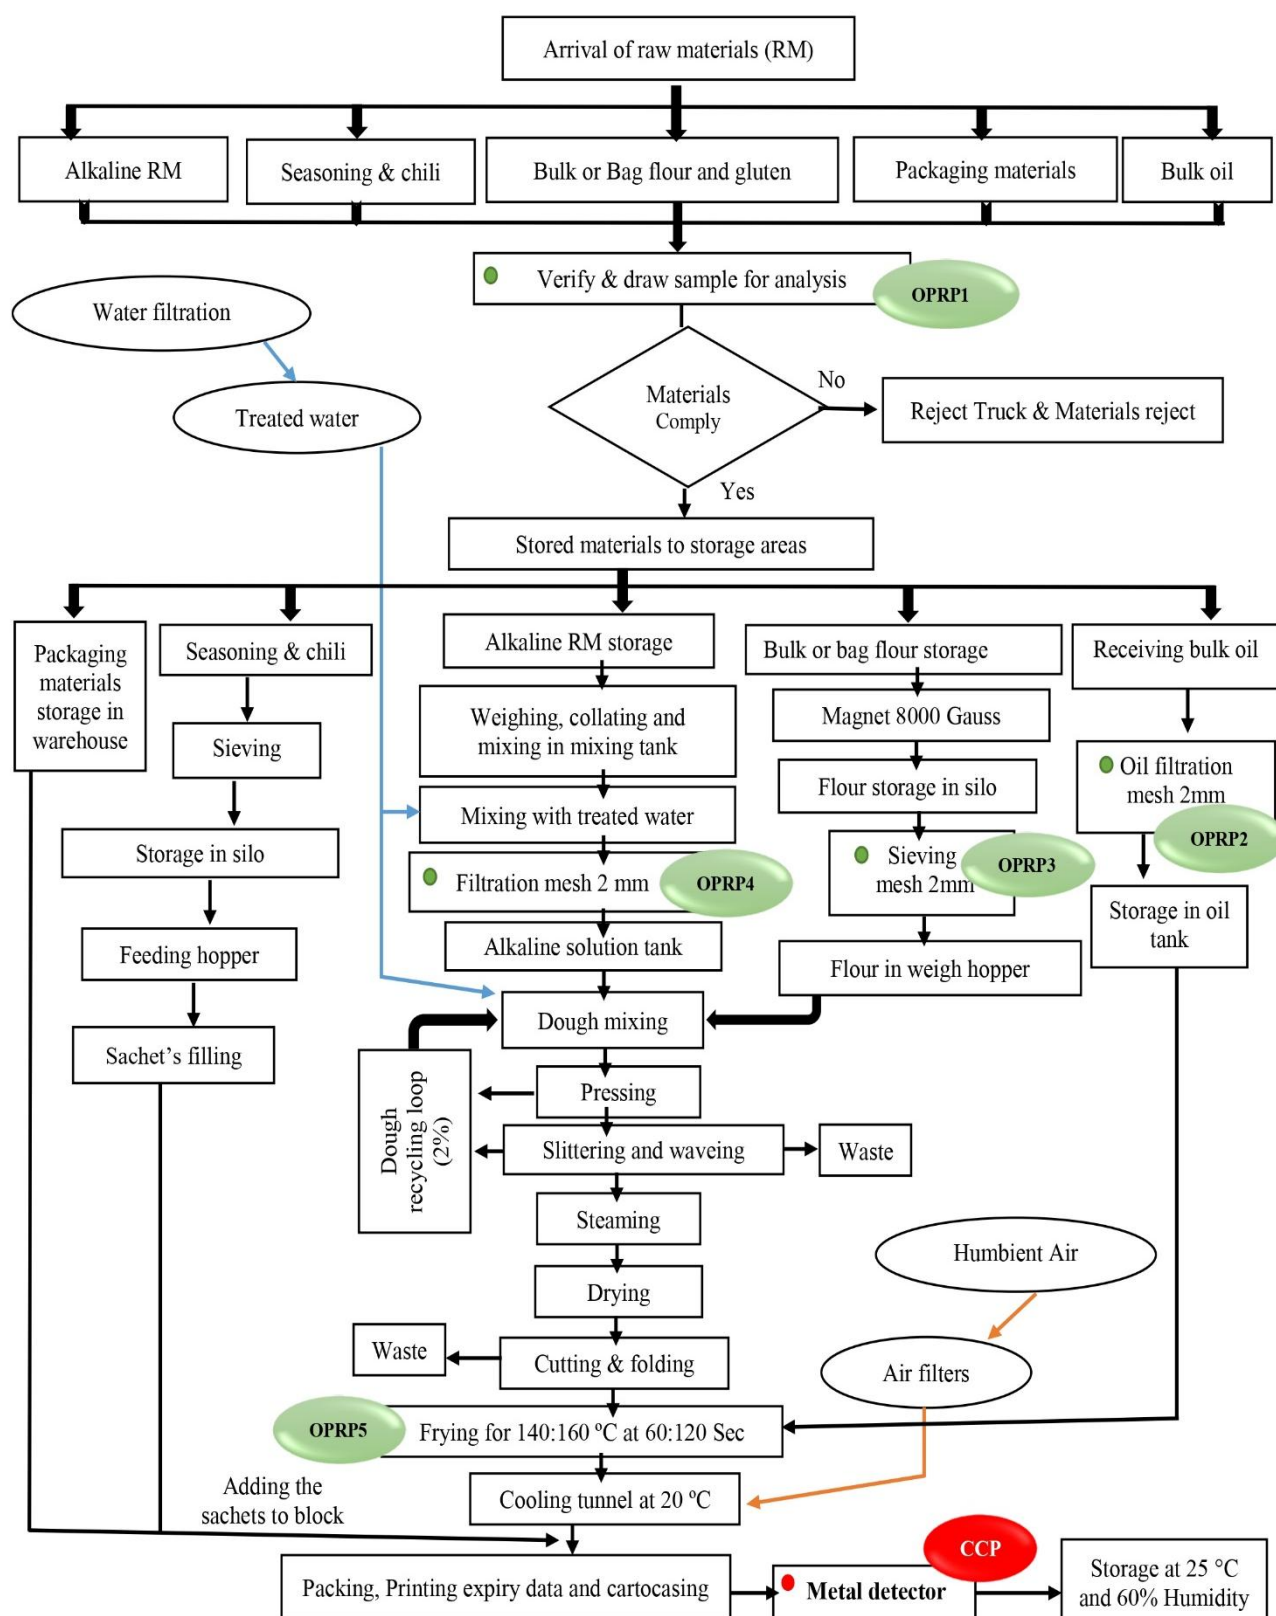 Arrival of raw materials (RM)
Alkaline RM
Seasoning & chili
Bulk or Bag flour and gluten
Packaging materials
Bulk oil
Verify & draw sample for analysis
OPRP1
Water filtration
Treated water
Materials
Comply
No
Reject Truck & Materials reject
Yes
Stored materials to storage areas
Packaging
materials
storage in
warehouse
Seasoning & chili
Sieving
Storage in silo
Feeding hopper
Sachet's filling
Alkaline RM storage
Weighing, collating and
mixing in mixing tank
Mixing with treated water
Filtration mesh 2 mm
OPRP4
Alkaline solution tank
Bulk or bag flour storage
Magnet 8000 Gauss
Flour storage in silo
Sieving
mesh 2mm
OPRP3
Flour in weigh hopper
Receiving bulk oil
Oil filtration
mesh 2mm
OPRP2
Storage in oil
tank
Dough mixing
Dough
recycling loop
(2%)
Pressing
Slittering and waveing
Waste
Steaming
Drying
Waste
Cutting & folding
Humbient Air
Air filters
OPRP5
Frying for 140:160 ºC at 60:120 Sec
Cooling tunnel at 20 ºC
Adding the
sachets to block
Packing, Printing expiry data and cartocasing
CCP
Metal detector
Storage at 25 °C
and 60% Humidity